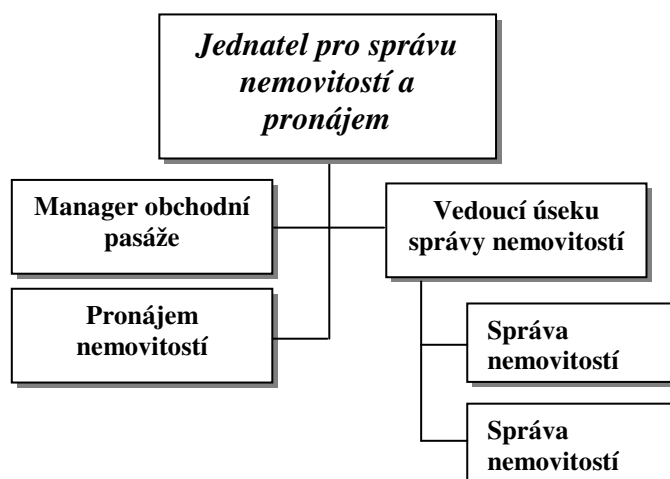 Jednatel pro správu
nemovitostí a
pronájem
Manager obchodní
pasáže
Vedoucí úseku
správy nemovitostí
Pronájem
nemovitostí
Správa
nemovitostí
Správa
nemovitostí